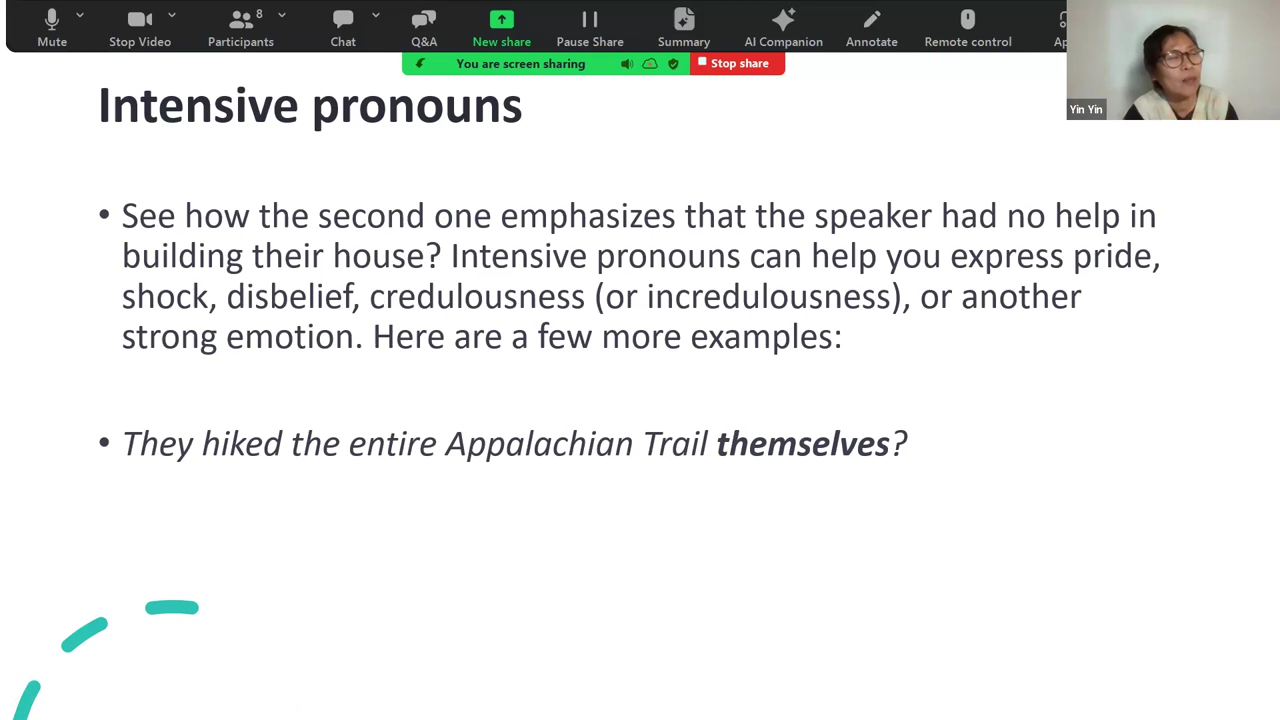 Mute
Stop Video
Participants
8
Chat
Q&A
New share
Pause Share
Summary
AI Companion
Annotate
Remote control
You are screen sharing
Stop share
Yin Yin
Intensive pronouns
• See how the second one emphasizes that the speaker had no help in
building their house? Intensive pronouns can help you express pride,
shock, disbelief, credulousness (or incredulousness), or another
strong emotion. Here are a few more examples:
• They hiked the entire Appalachian Trail themselves?